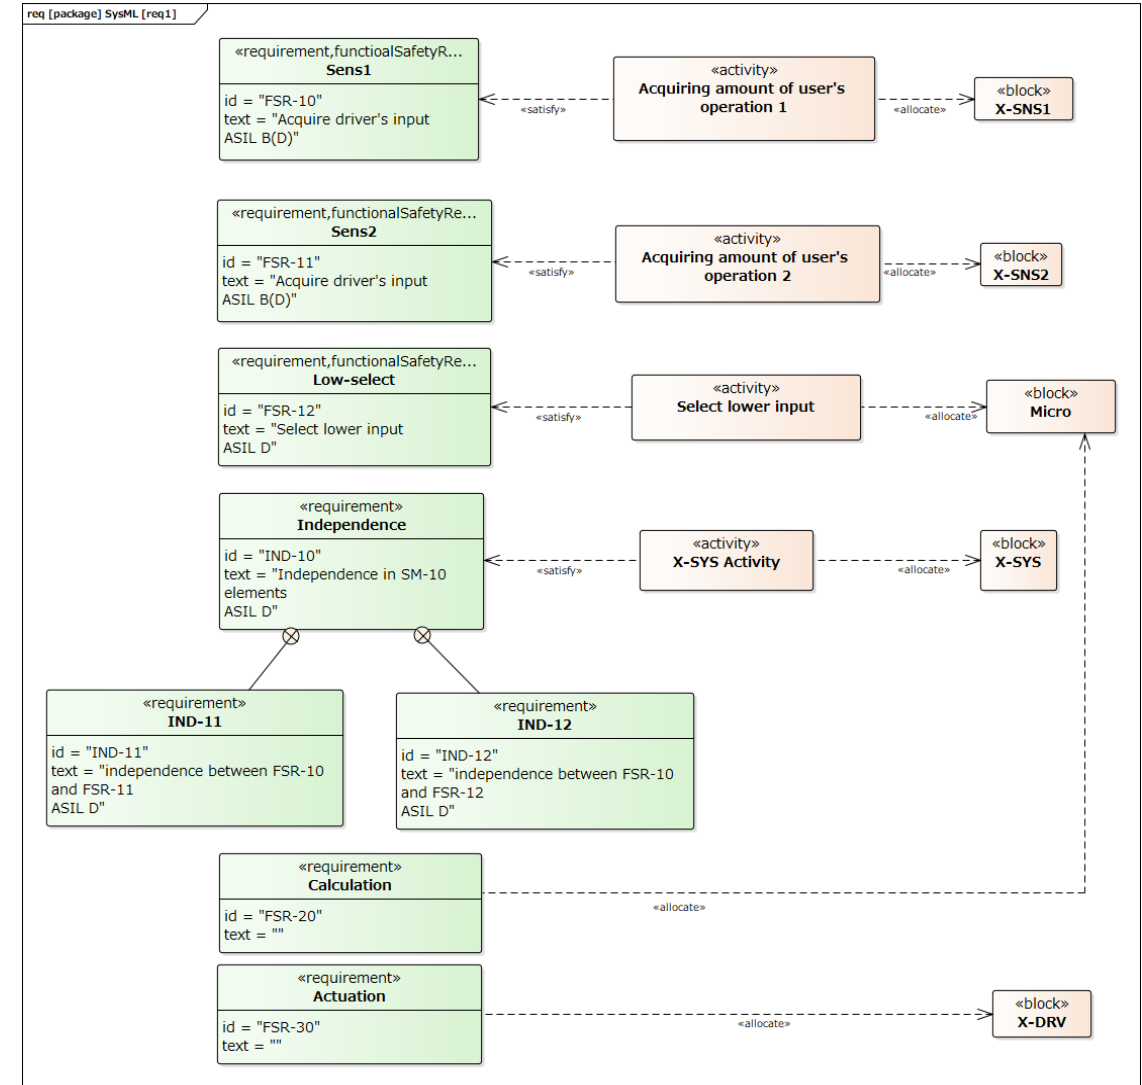 req [package] SysML [req1]
«requirement,functioalSafetyR...
Sens1
id = "FSR-10"
text = "Acquire driver's input
ASIL B(D)"
«satisfy»
«activity»
Acquiring amount of user's
operation 1
«allocate»
«block»
X-SNS1
«requirement,functionalSafetyRe...
Sens2
id = "FSR-11"
text = "Acquire driver's input
ASIL B(D)"
«satisfy»
«activity»
Acquiring amount of user's
operation 2
«allocate»
«block»
X-SNS2
«requirement,functionalSafetyRe...
Low-select
id = "FSR-12"
text = "Select lower input
ASIL D"
«satisfy»
«activity»
Select lower input
«allocate»
«block»
Micro
«requirement»
Independence
id = "IND-10"
text = "Independence in SM-10
elements
ASIL D"
«satisfy»
«activity»
X-SYS Activity
«allocate»
«block»
X-SYS
«requirement»
IND-11
id = "IND-11"
text = "independence between FSR-10
and FSR-11
ASIL D"
«requirement»
IND-12
id = "IND-12"
text = "independence between FSR-10
and FSR-12
ASIL D"
«requirement»
Calculation
id = "FSR-20"
text = ""
«allocate»
«requirement»
Actuation
id = "FSR-30"
text = ""
«allocate»
«block»
X-DRV